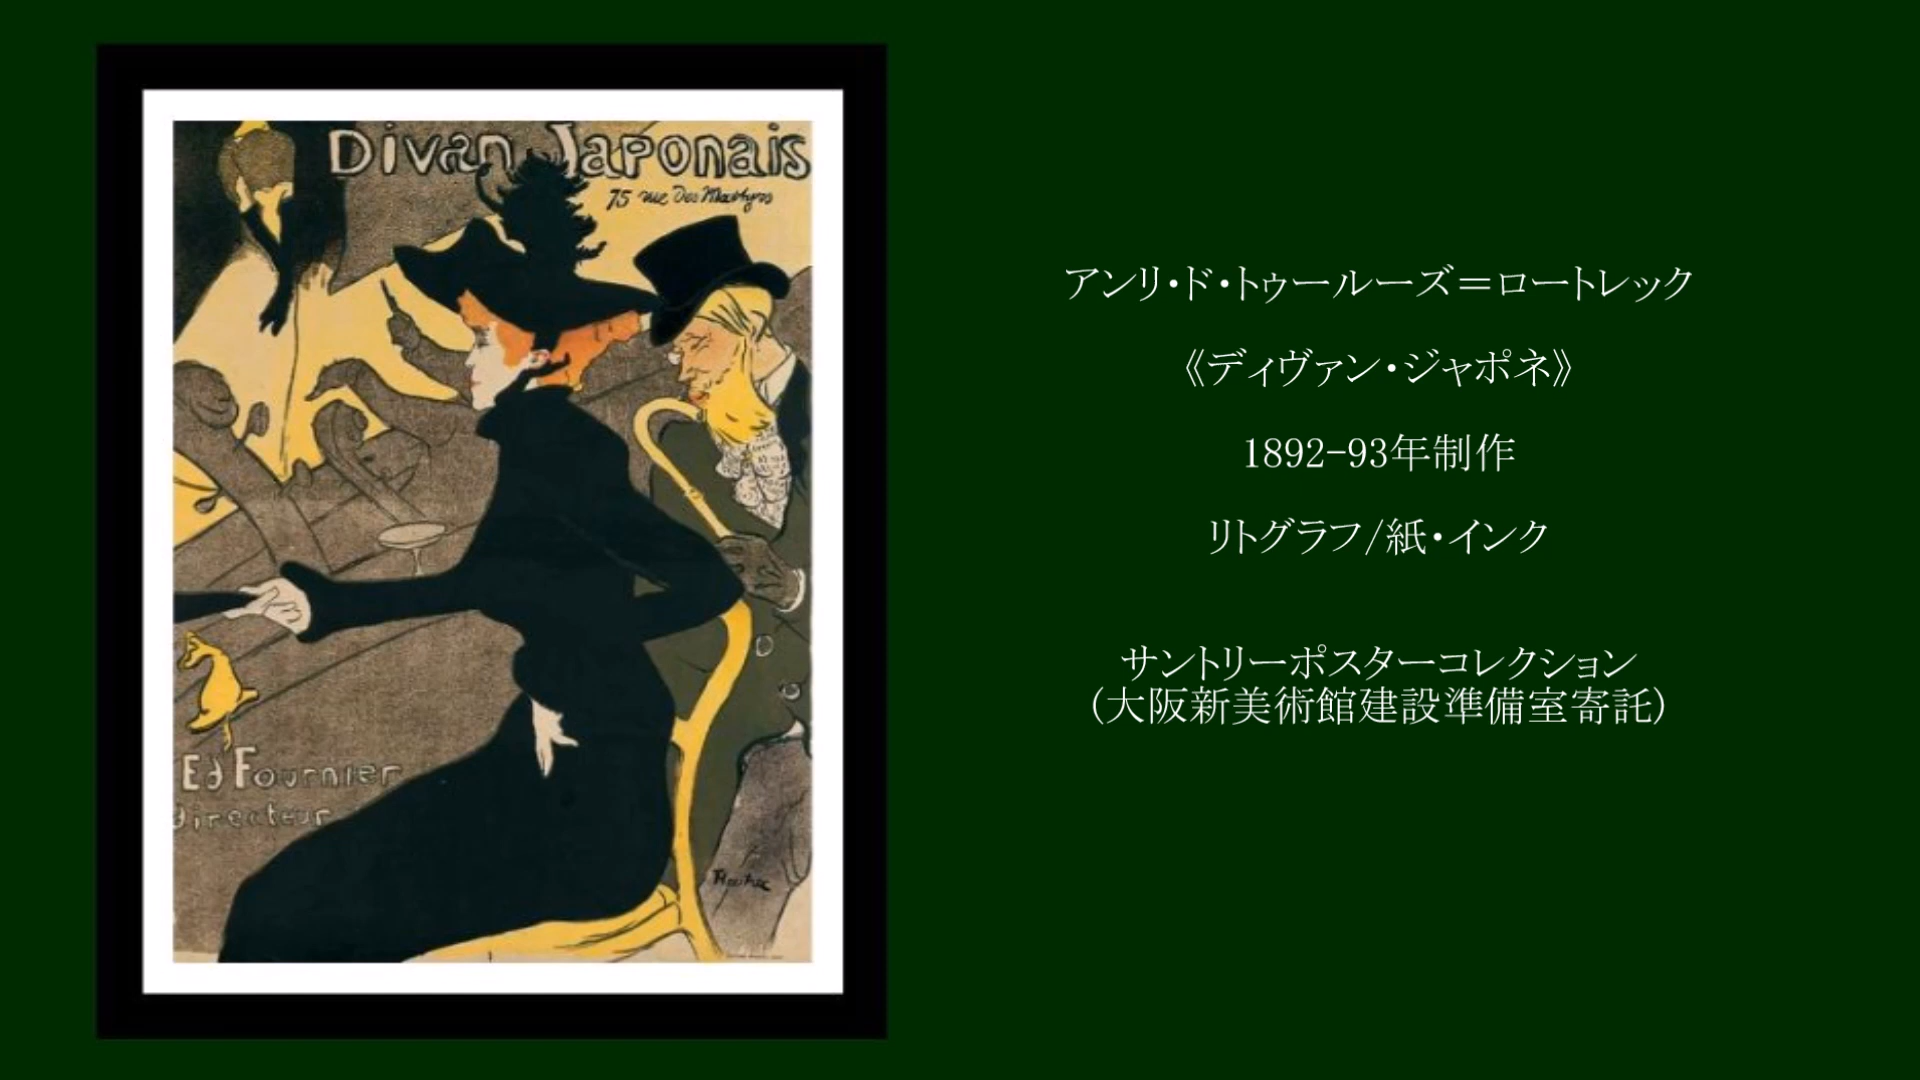 Divan Japonais
75 rue Des Martyrs
Ed Fournier
directeur
アンリ・ド・トゥールーズ＝ロートレック
《ディヴァン・ジャポネ》
1892-93年制作
リトグラフ/紙・インク
サントリーポスターコレクション
（大阪新美術館建設準備室寄託）